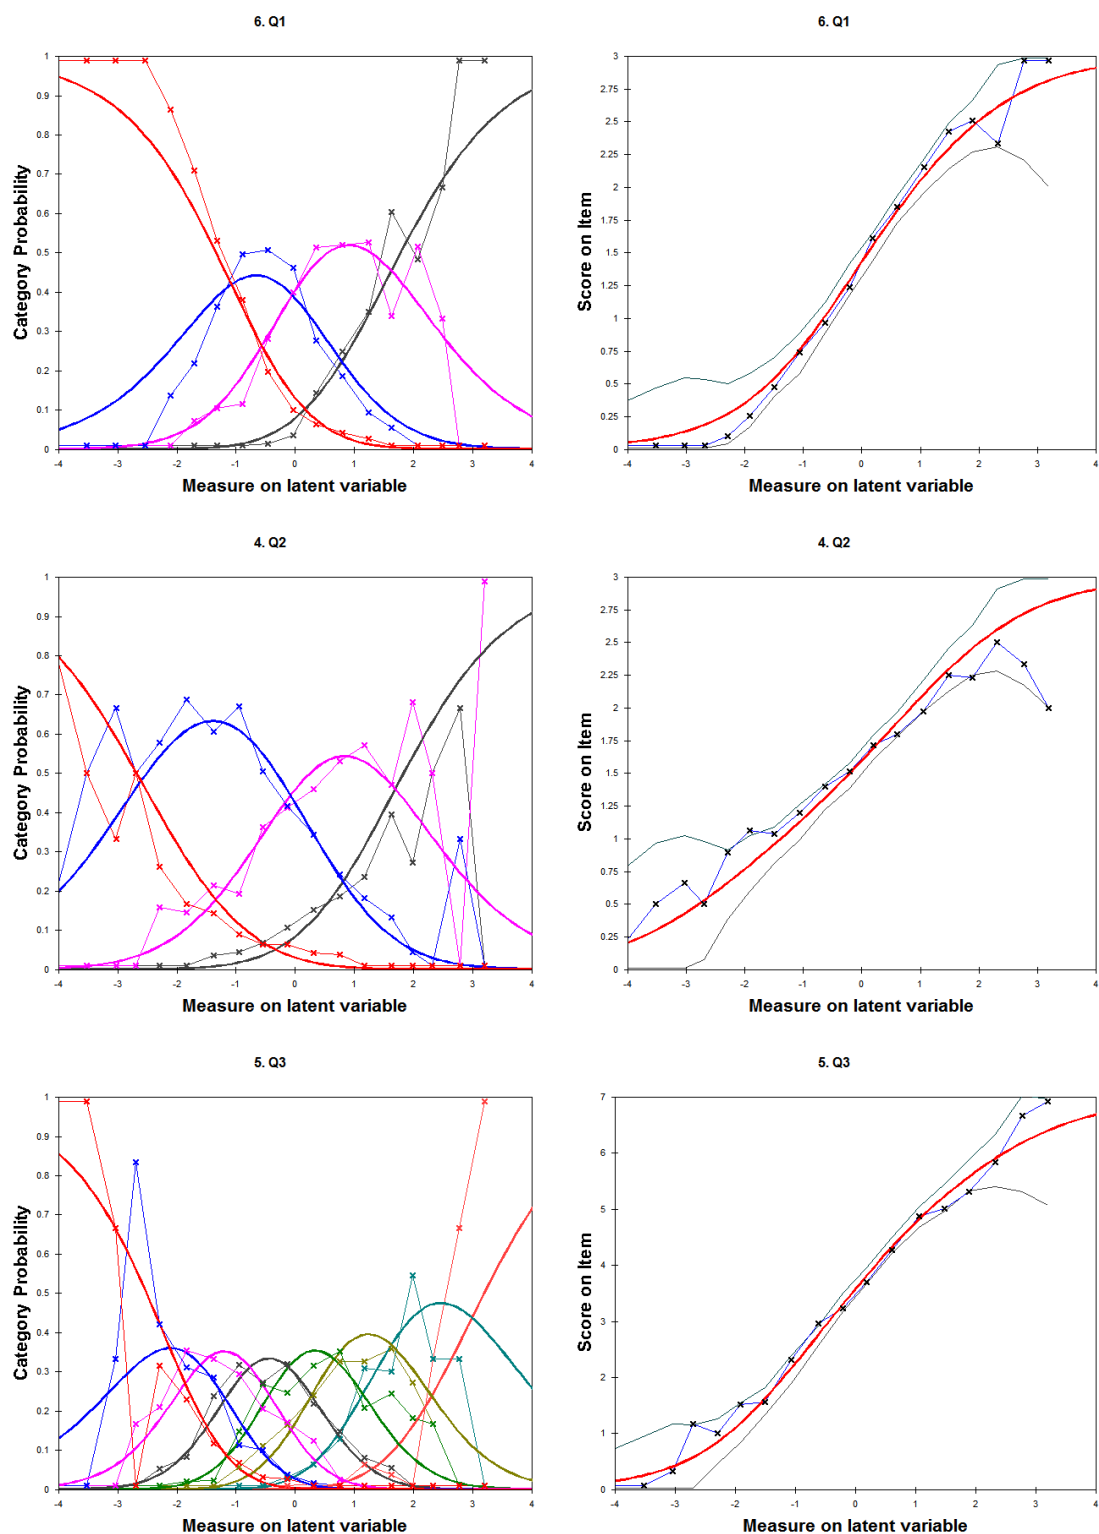 6. Q1
6. Q1
Category Probability
1
0.9
0.8
0.7
0.6
0.5
0.4
0.3
0.2
0.1
0
-4 -3 -2 -1 0 1 2 3 4
Measure on latent variable
Score on Item
3
2.75
2.5
2.25
2
1.75
1.5
1.25
1
0.75
0.5
0.25
0
-4 -3 -2 -1 0 1 2 3 4
Measure on latent variable
4. Q2
4. Q2
Category Probability
1
0.9
0.8
0.7
0.6
0.5
0.4
0.3
0.2
0.1
0
-4 -3 -2 -1 0 1 2 3 4
Measure on latent variable
Score on Item
3
2.75
2.5
2.25
2
1.75
1.5
1.25
1
0.75
0.5
0.25
0
-4 -3 -2 -1 0 1 2 3 4
Measure on latent variable
5. Q3
5. Q3
Category Probability
1
0.9
0.8
0.7
0.6
0.5
0.4
0.3
0.2
0.1
0
-4 -3 -2 -1 0 1 2 3 4
Measure on latent variable
Score on Item
7
6
5
4
3
2
1
0
-4 -3 -2 -1 0 1 2 3 4
Measure on latent variable